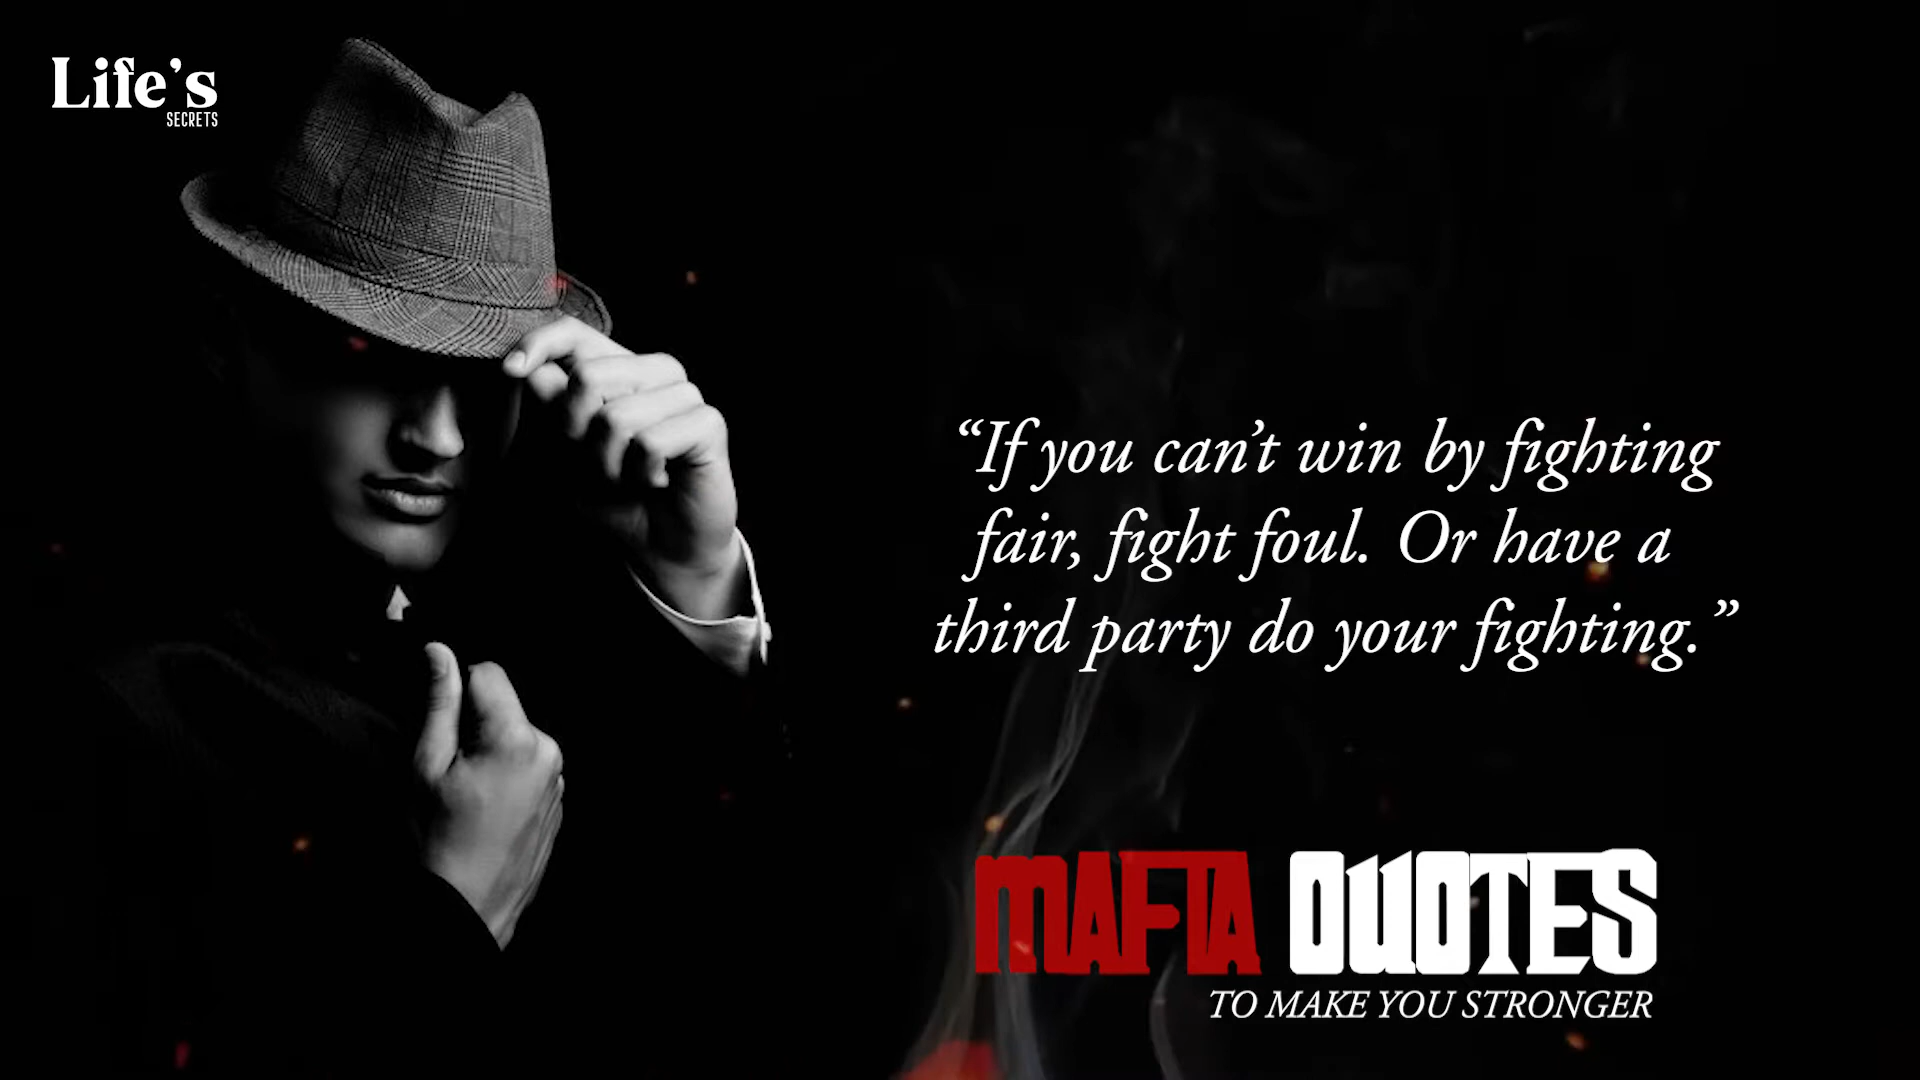 Life's
SECRETS
“If you can’t win by fighting
fair, fight foul. Or have a
third party do your fighting.”
MAFIA QUOTES
TO MAKE YOU STRONGER